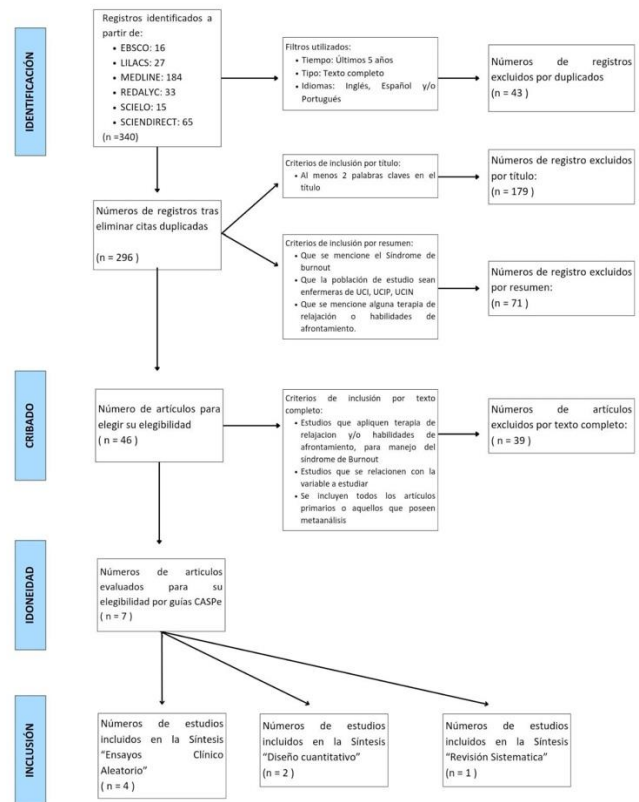 IDENTIFICACIÓN
Registros identificados a
partir de:
• EBSCO: 16
• LILACS: 27
• MEDLINE: 184
• REDALYC: 33
• SCIELO: 15
• SCIENDIRECT: 65
(n =340)
Filtros utilizados:
• Tiempo: Últimos 5 años
• Tipo: Texto completo
• Idiomas: Inglés, Español y/o
Portugués
Números de registros
excluidos por duplicados
(n = 43 )
Números de registros tras
eliminar citas duplicadas
(n = 296 )
Criterios de inclusión por título:
• Al menos 2 palabras claves en el
título
Números de registro excluidos
por título:
(n = 179 )
Criterios de inclusión por resumen:
• Que se mencione el Síndrome de
burnout
• Que la población de estudio sean
enfermeras de UCI, UCIP, UCIN
• Que se mencione alguna terapia de
relajación o habilidades de
afrontamiento.
Números de registro excluidos
por resumen:
(n = 71 )
CRIBADO
Número de artículos para
elegir su elegibilidad
( n = 46 )
Criterios de inclusión por texto
completo:
• Estudios que apliquen terapia de
relajacion y/o habilidades de
afrontamiento, para manejo del
síndrome de Burnout
• Estudios que se relacionen con la
variable a estudiar
• Se incluyen todos los artículos
primarios o aquellos que poseen
metaanálisis
Números de artículos
excluidos por texto completo:
( n = 39 )
IDONEIDAD
Números de articulos
evaluados para su
elegibilidad por guías CASPe
( n = 7 )
INCLUSIÓN
Números de estudios
incluidos en la Síntesis
"Ensayos Clínico
Aleatorio"
( n = 4 )
Números de estudios
incluidos en la Síntesis
"Diseño cuantitativo"
(n = 2 )
Números de estudios
incluidos en la Síntesis
"Revisión Sistematica"
( n = 1 )